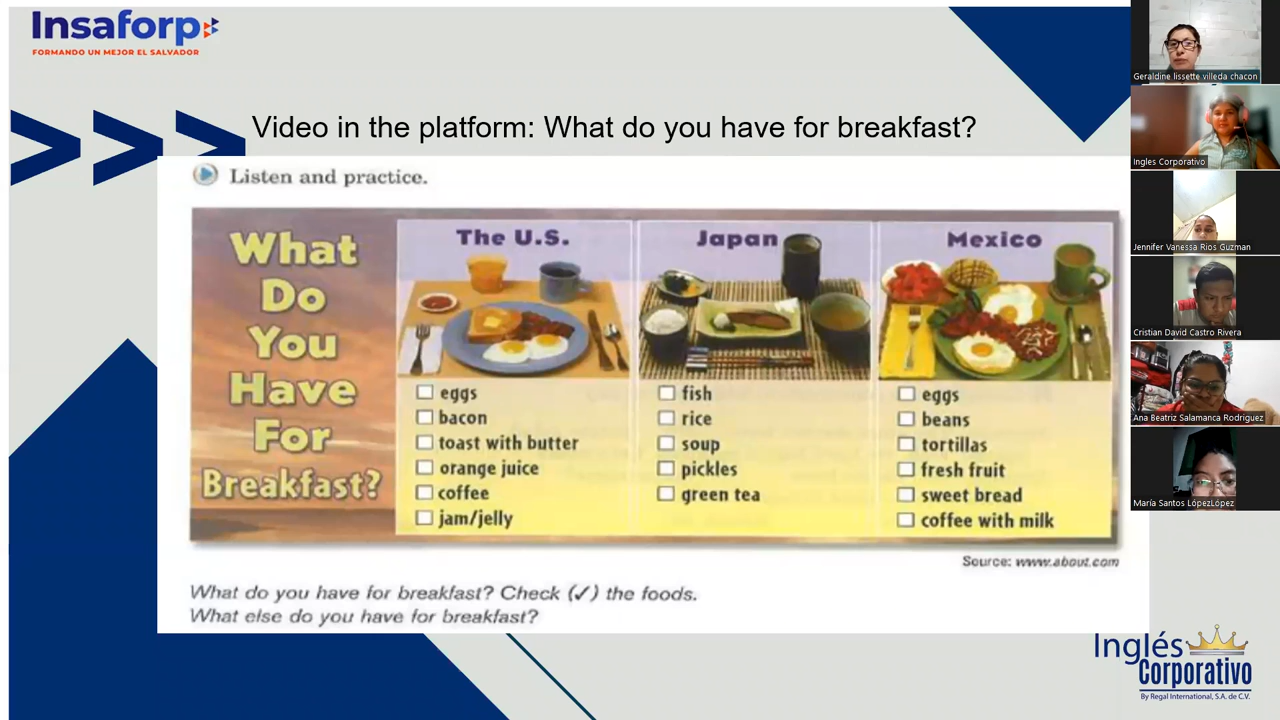 Insaforp
FORMANDO UN MEJOR EL SALVADOR
Video in the platform: What do you have for breakfast?
Listen and practice.
What
Do
You
Have
For
Breakfast?
The U.S.
eggs
bacon
toast with butter
orange juice
coffee
jam/jelly
Japan
fish
rice
soup
pickles
green tea
Mexico
eggs
beans
tortillas
fresh fruit
sweet bread
coffee with milk
Source: www.about.com
What do you have for breakfast? Check (✓) the foods.
What else do you have for breakfast?
Inglés
Corporativo
By Regal International, S.A. de C.V.
Geraldine lissette villeda chacon
Ingles Corporativo
Jennifer Vanessa Rios Guzman
Cristian David Castro Rivera
Ana Beatriz Salamanca Rodriguez
María Santos LópezLópez